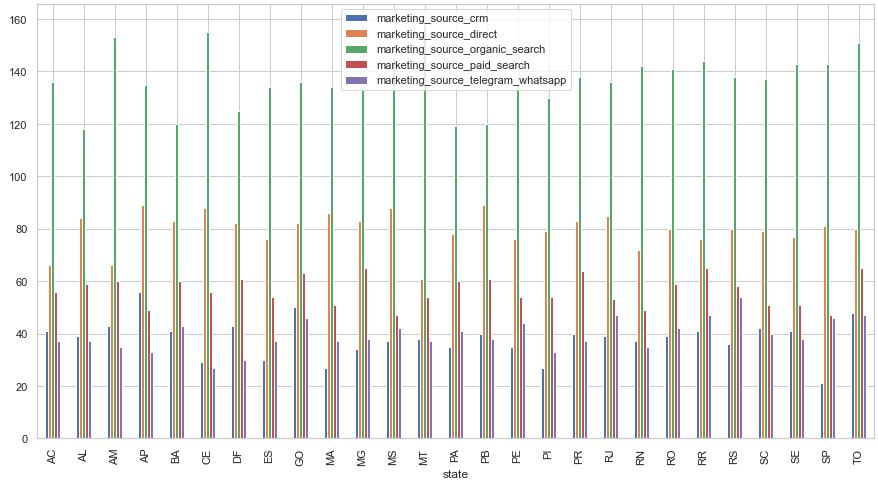 marketing_source_crm
marketing_source_direct
marketing_source_organic_search
marketing_source_paid_search
marketing_source_telegram_whatsapp
160
140
120
100
80
60
40
20
0
AC AL AM AP BA CE DF ES GO MA MG MS MT PA PB PE PI PR RJ RN RO RR RS SC SE SP TO
state